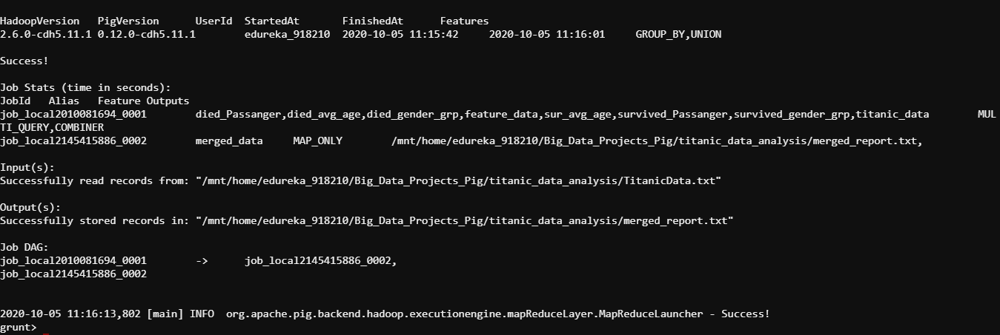 HadoopVersion PigVersion UserId StartedAt FinishedAt Features
2.6.0-cdh5.11.1 0.12.0-cdh5.11.1 edureka_918210 2020-10-05 11:15:42 2020-10-05 11:16:01 GROUP_BY,UNION
Success!
Job Stats (time in seconds):
JobId Alias Feature Outputs
job_local2010081694_0001 died_Passanger,died_avg_age,died_gender_grp,feature_data,sur_avg_age,survived_Passanger,survived_gender_grp,titanic_data MUL
TI_QUERY,COMBINER
job_local2145415886_0002 merged_data MAP_ONLY /mnt/home/edureka_918210/Big_Data_Projects_Pig/titanic_data_analysis/merged_report.txt,
Input(s):
Successfully read records from: "/mnt/home/edureka_918210/Big_Data_Projects_Pig/titanic_data_analysis/TitanicData.txt"
Output(s):
Successfully stored records in: "/mnt/home/edureka_918210/Big_Data_Projects_Pig/titanic_data_analysis/merged_report.txt"
Job DAG:
job_local2010081694_0001 -> job_local2145415886_0002,
job_local2145415886_0002
2020-10-05 11:16:13,802 [main] INFO org.apache.pig.backend.hadoop.executionengine.mapReduceLayer.MapReduceLauncher - Success!
grunt>